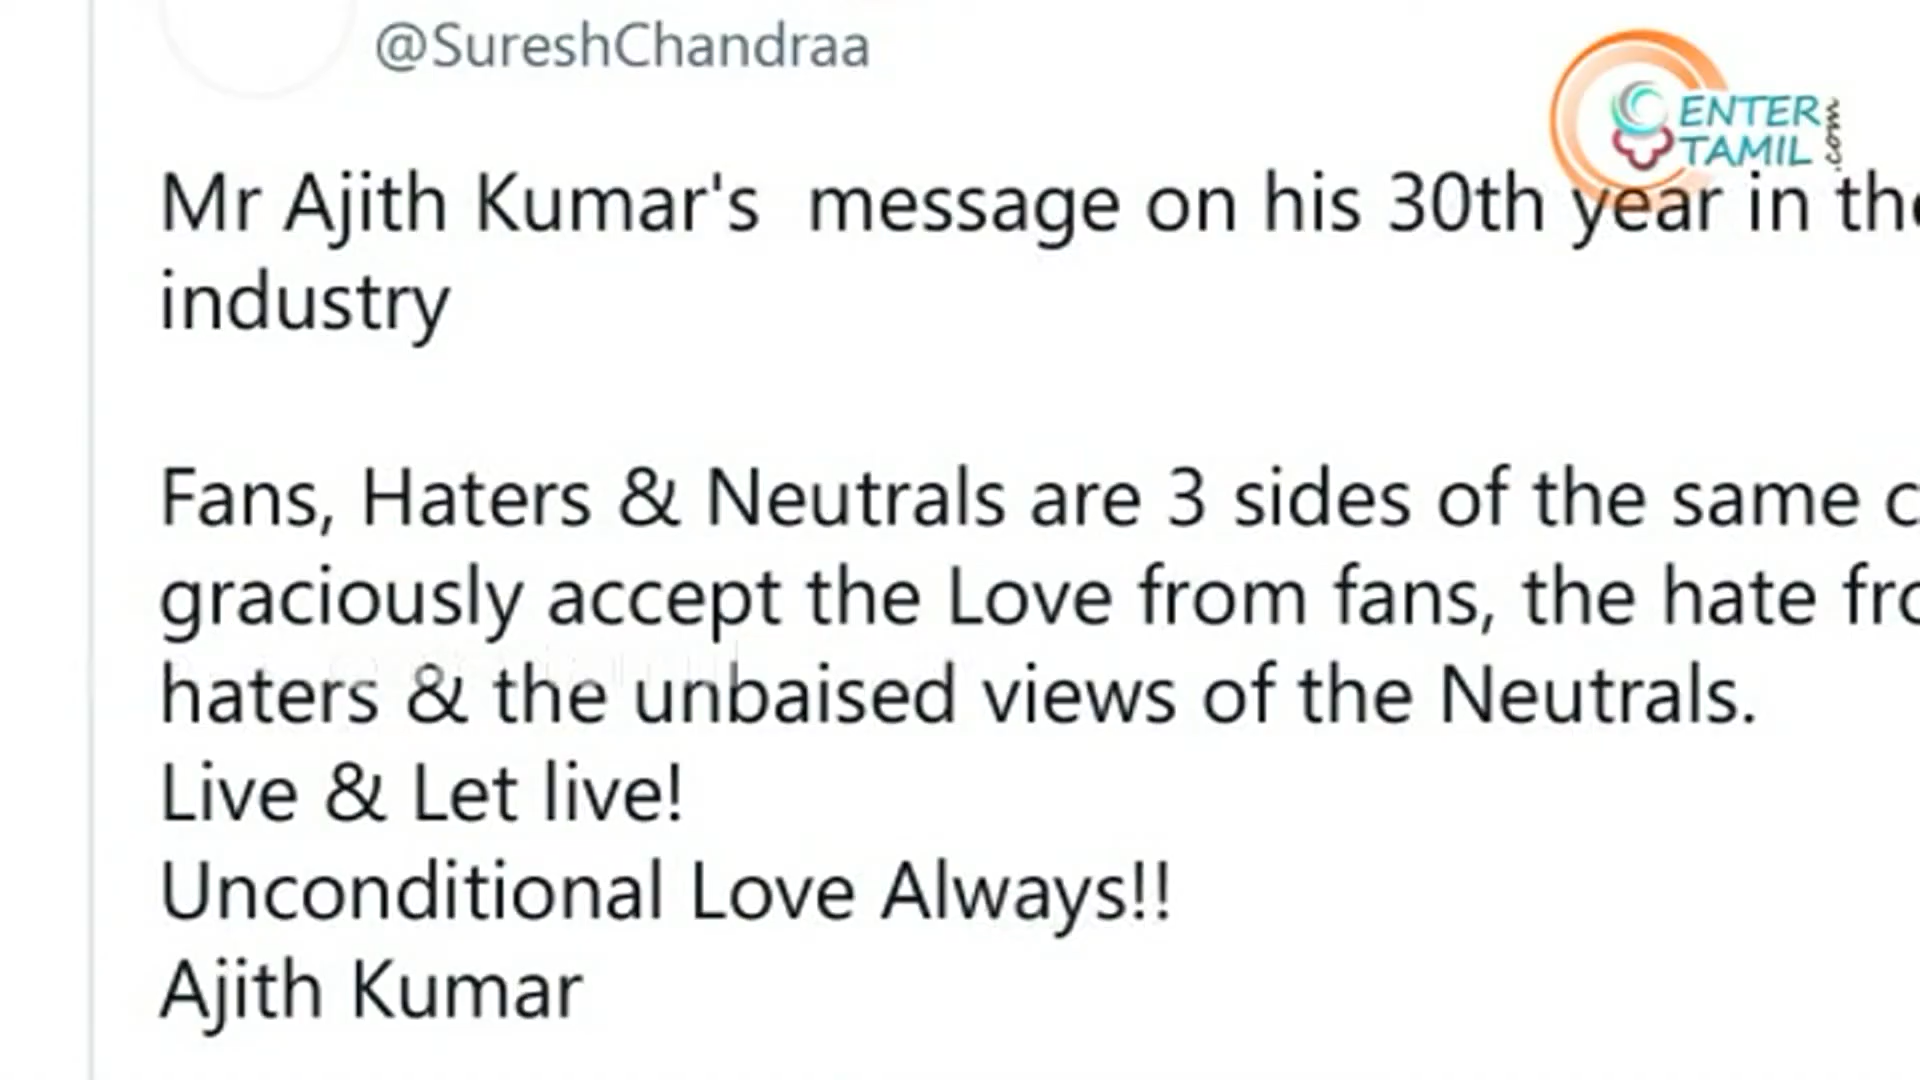 @SureshChandraa
ENTER
TAMIL
.com
Mr Ajith Kumar's message on his 30th year in the
industry
Fans, Haters & Neutrals are 3 sides of the same c
graciously accept the Love from fans, the hate fro
haters & the unbaised views of the Neutrals.
Live & Let live!
Unconditional Love Always!!
Ajith Kumar